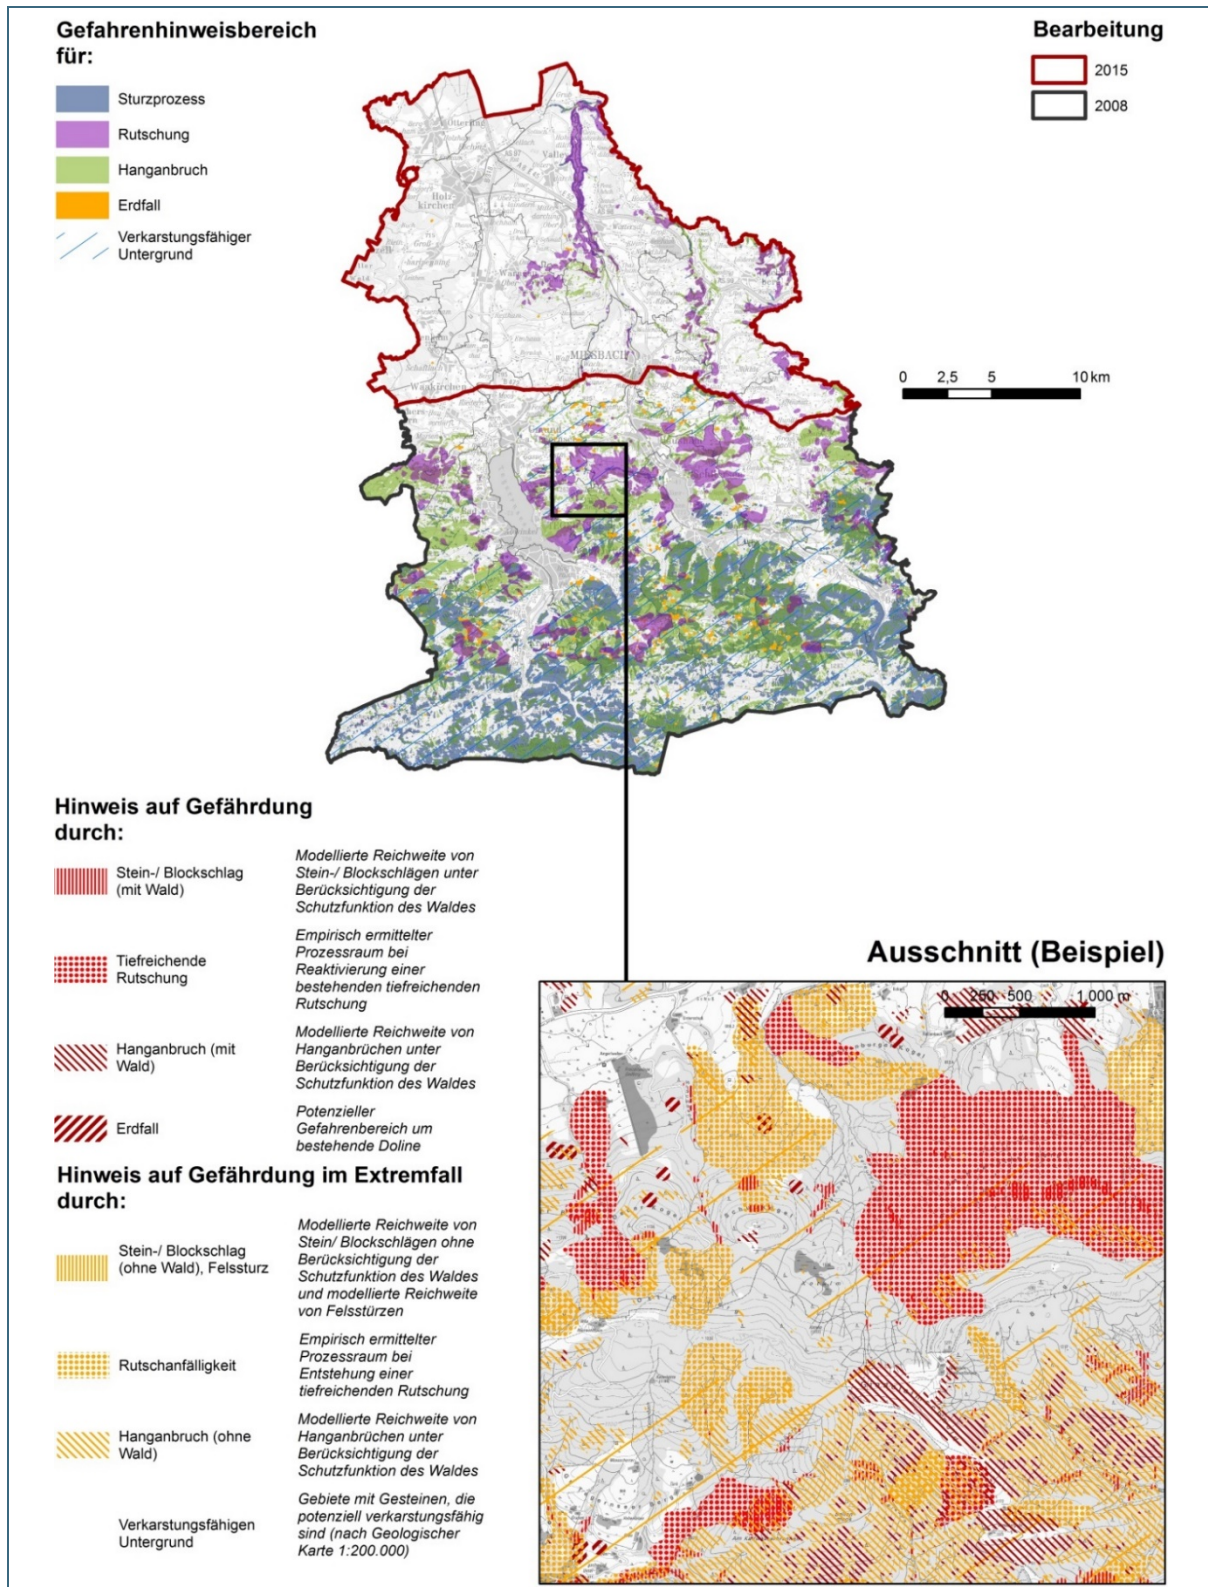 Gefahrenhinweisbereich
für:
Sturzprozess
Rutschung
Hanganbruch
Erdfall
Verkarstungsfähiger
Untergrund
Bearbeitung
2015
2008
Otterfing
Valley
Holz
kirchen
Waakirchen
MIESBACH
0 2,5 5 10 km
Hinweis auf Gefährdung
durch:
Stein-/ Blockschlag
(mit Wald)
Modellierte Reichweite von
Stein-/ Blockschlägen unter
Berücksichtigung der
Schutzfunktion des Waldes
Tiefreichende
Rutschung
Empirisch ermittelter
Prozessraum bei
Reaktivierung einer
bestehenden tiefreichenden
Rutschung
Hanganbruch (mit
Wald)
Modellierte Reichweite von
Hanganbrüchen unter
Berücksichtigung der
Schutzfunktion des Waldes
Erdfall
Potenzieller
Gefahrenbereich um
bestehende Doline
Hinweis auf Gefährdung im Extremfall
durch:
Stein-/ Blockschlag
(ohne Wald), Felssturz
Modellierte Reichweite von
Stein/ Blockschlägen ohne
Berücksichtigung der
Schutzfunktion des Waldes
und modellierte Reichweite
von Felsstürzen
Rutschanfälligkeit
Empirisch ermittelter
Prozessraum bei
Entstehung einer
tiefreichenden Rutschung
Hanganbruch (ohne
Wald)
Modellierte Reichweite von
Hanganbrüchen unter
Berücksichtigung der
Schutzfunktion des Waldes
Verkarstungsfähigen
Untergrund
Gebiete mit Gesteinen, die
potenziell verkarstungsfähig
sind (nach Geologischer
Karte 1:200.000)
Ausschnitt (Beispiel)
0 250 500 1.000 m